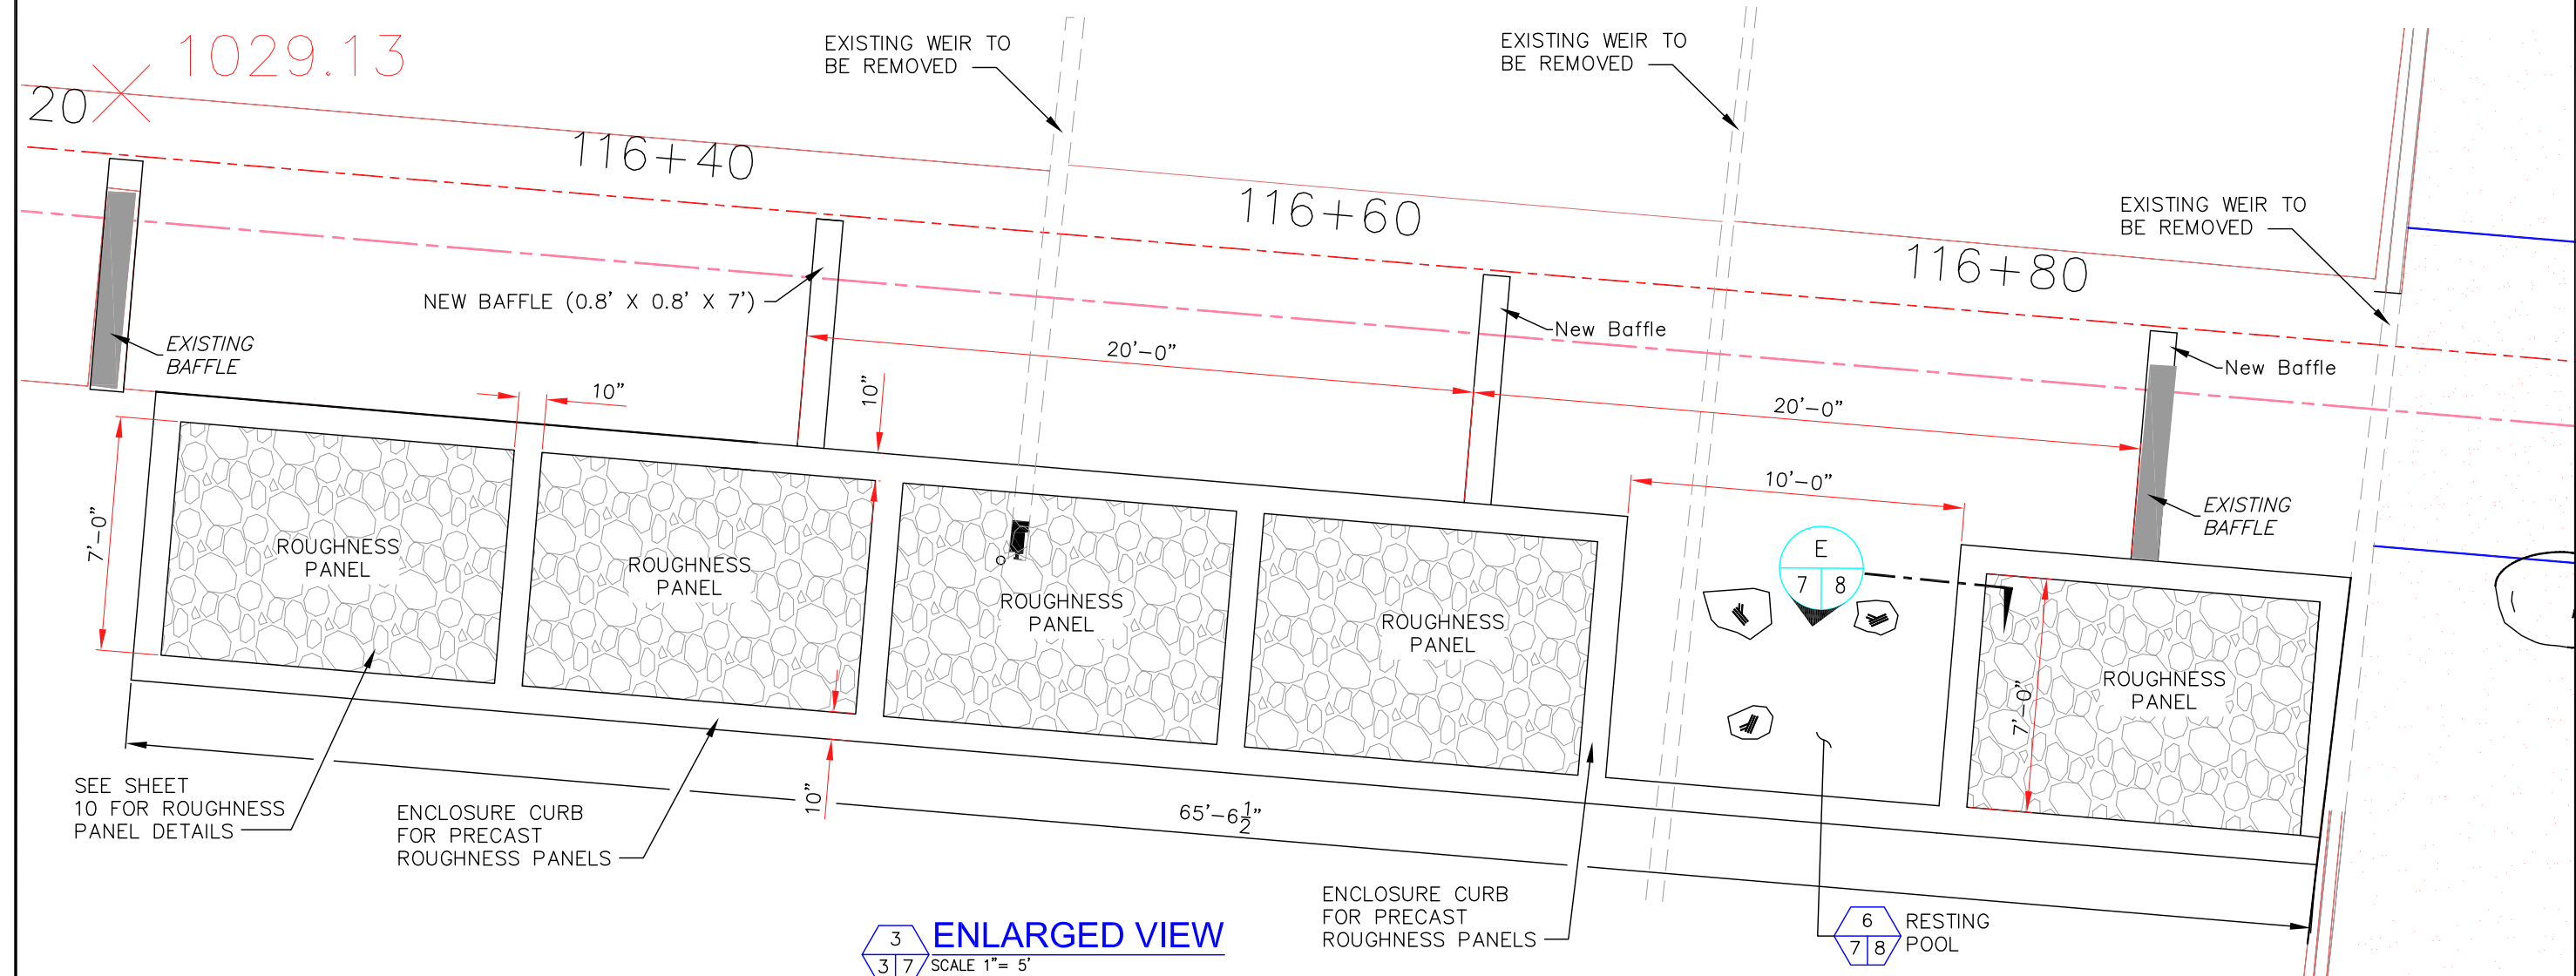 1029.13
20
116+40
116+60
116+80
EXISTING WEIR TO
BE REMOVED
EXISTING WEIR TO
BE REMOVED
EXISTING WEIR TO
BE REMOVED
NEW BAFFLE (0.8' X 0.8' X 7')
New Baffle
New Baffle
EXISTING
BAFFLE
EXISTING
BAFFLE
20'-0"
20'-0"
10"
10"
10'-0"
7'-0"
ROUGHNESS
PANEL
ROUGHNESS
PANEL
ROUGHNESS
PANEL
ROUGHNESS
PANEL
ROUGHNESS
PANEL
E
7 8
7'-0"
10"
65'-6 1/2"
SEE SHEET
10 FOR ROUGHNESS
PANEL DETAILS
ENCLOSURE CURB
FOR PRECAST
ROUGHNESS PANELS
ENCLOSURE CURB
FOR PRECAST
ROUGHNESS PANELS
6
7 8
RESTING
POOL
3
3 7
ENLARGED VIEW
SCALE 1"= 5'